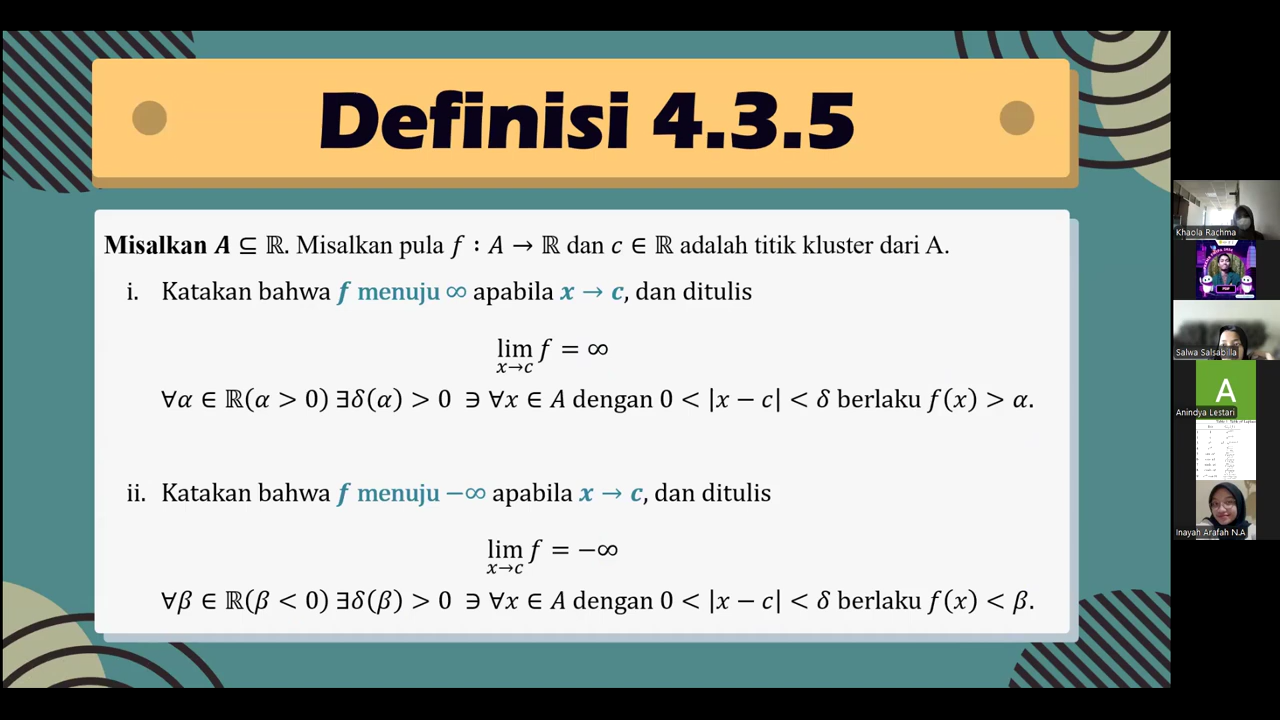 Definisi 4.3.5
Misalkan A ⊆ ℝ. Misalkan pula f : A → ℝ dan c ∈ ℝ adalah titik kluster dari A.
i. Katakan bahwa f menuju ∞ apabila x → c, dan ditulis
lim f = ∞
x→c
∀α ∈ ℝ(α > 0) ∃δ(α) > 0 ∋ ∀x ∈ A dengan 0 < |x − c| < δ berlaku f(x) > α.
ii. Katakan bahwa f menuju −∞ apabila x → c, dan ditulis
lim f = −∞
x→c
∀β ∈ ℝ(β < 0) ∃δ(β) > 0 ∋ ∀x ∈ A dengan 0 < |x − c| < δ berlaku f(x) < β.
Khaola Rachma
Salwa Salsabilla
A
Anindya Lestari
Inayah Arafah N.A